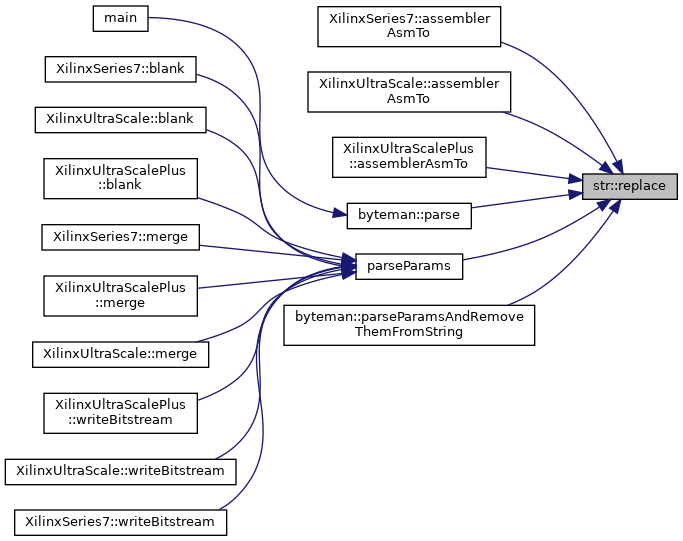 main
XilinxSeries7::blank
XilinxUltraScale::blank
XilinxUltraScalePlus
::blank
XilinxSeries7::merge
XilinxUltraScalePlus
::merge
XilinxUltraScale::merge
XilinxUltraScalePlus
::writeBitstream
XilinxUltraScale::writeBitstream
XilinxSeries7::writeBitstream
XilinxSeries7::assembler
AsmTo
XilinxUltraScale::assembler
AsmTo
XilinxUltraScalePlus
::assemblerAsmTo
byteman::parse
parseParams
byteman::parseParamsAndRemove
ThemFromString
str::replace